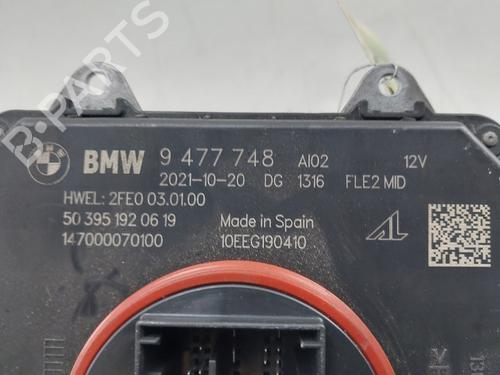 B-PARTS
BMW 9 477 748 AI02 12V
2021-10-20 DG 1316 FLE2 MID
HWEL: 2FE0 03.01.00
50 395 192 06 19 Made in Spain
147000070100 10EEG190410
AL